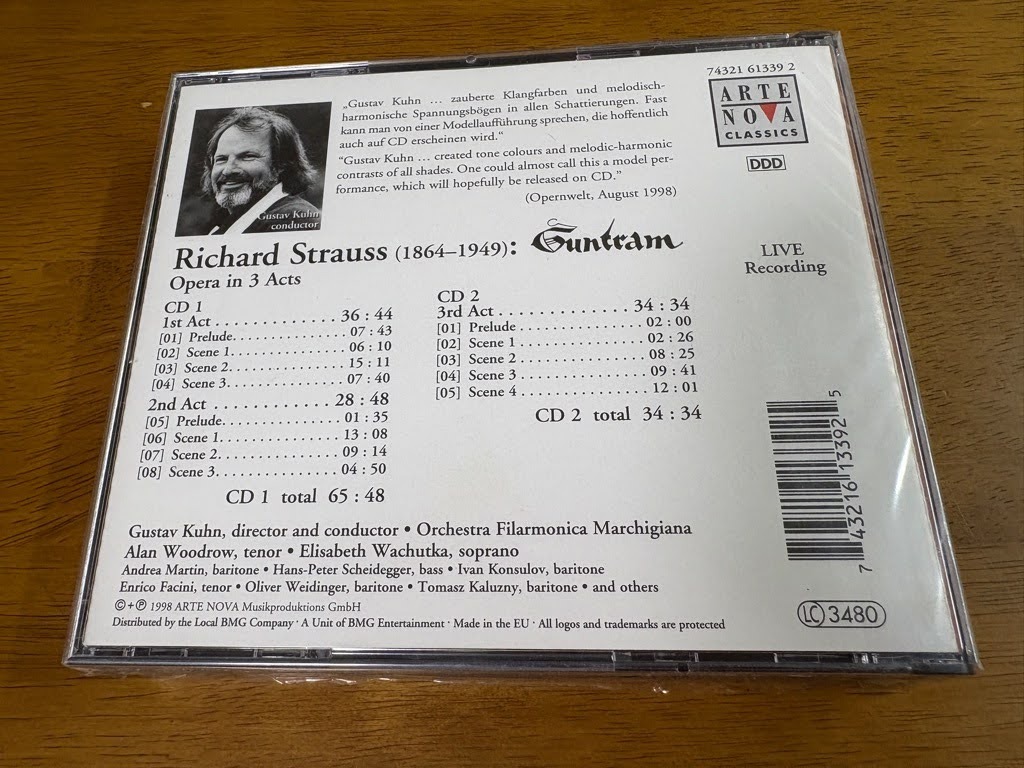 74321 61339 2
ARTE
NOVA
CLASSICS
DDD
LIVE
Recording
„Gustav Kuhn ... zauberte Klangfarben und melodisch-
harmonische Spannungsbögen in allen Schattierungen. Fast
kann man von einer Modellaufführung sprechen, die hoffentlich
auch auf CD erscheinen wird.“
“Gustav Kuhn ... created tone colours and melodic-harmonic
contrasts of all shades. One could almost call this a model per-
formance, which will hopefully be released on CD.”
(Opernwelt, August 1998)
Gustav Kuhn
conductor
Richard Strauss (1864–1949): Guntram
Opera in 3 Acts
CD 1
1st Act . . . . . . . . . . . . 36 : 44
[01] Prelude. . . . . . . . . . . . . . 07 : 43
[02] Scene 1. . . . . . . . . . . . . . 06 : 10
[03] Scene 2. . . . . . . . . . . . . . 15 : 11
[04] Scene 3. . . . . . . . . . . . . . 07 : 40
2nd Act . . . . . . . . . . . . 28 : 48
[05] Prelude. . . . . . . . . . . . . . 01 : 35
[06] Scene 1. . . . . . . . . . . . . . 13 : 08
[07] Scene 2. . . . . . . . . . . . . . 09 : 14
[08] Scene 3. . . . . . . . . . . . . . 04 : 50
CD 1 total 65 : 48
CD 2
3rd Act . . . . . . . . . . . . 34 : 34
[01] Prelude . . . . . . . . . . . . . . 02 : 00
[02] Scene 1 . . . . . . . . . . . . . . 02 : 26
[03] Scene 2 . . . . . . . . . . . . . . 08 : 25
[04] Scene 3 . . . . . . . . . . . . . . 09 : 41
[05] Scene 4 . . . . . . . . . . . . . . 12 : 01
CD 2 total 34 : 34
Gustav Kuhn, director and conductor • Orchestra Filarmonica Marchigiana
Alan Woodrow, tenor • Elisabeth Wachutka, soprano
Andrea Martin, baritone • Hans-Peter Scheidegger, bass • Ivan Konsulov, baritone
Enrico Facini, tenor • Oliver Weidinger, baritone • Tomasz Kaluzny, baritone • and others
©+℗ 1998 ARTE NOVA Musikproduktions GmbH
Distributed by the Local BMG Company · A Unit of BMG Entertainment · Made in the EU · All logos and trademarks are protected
7 43216 13392 5
LC 3480